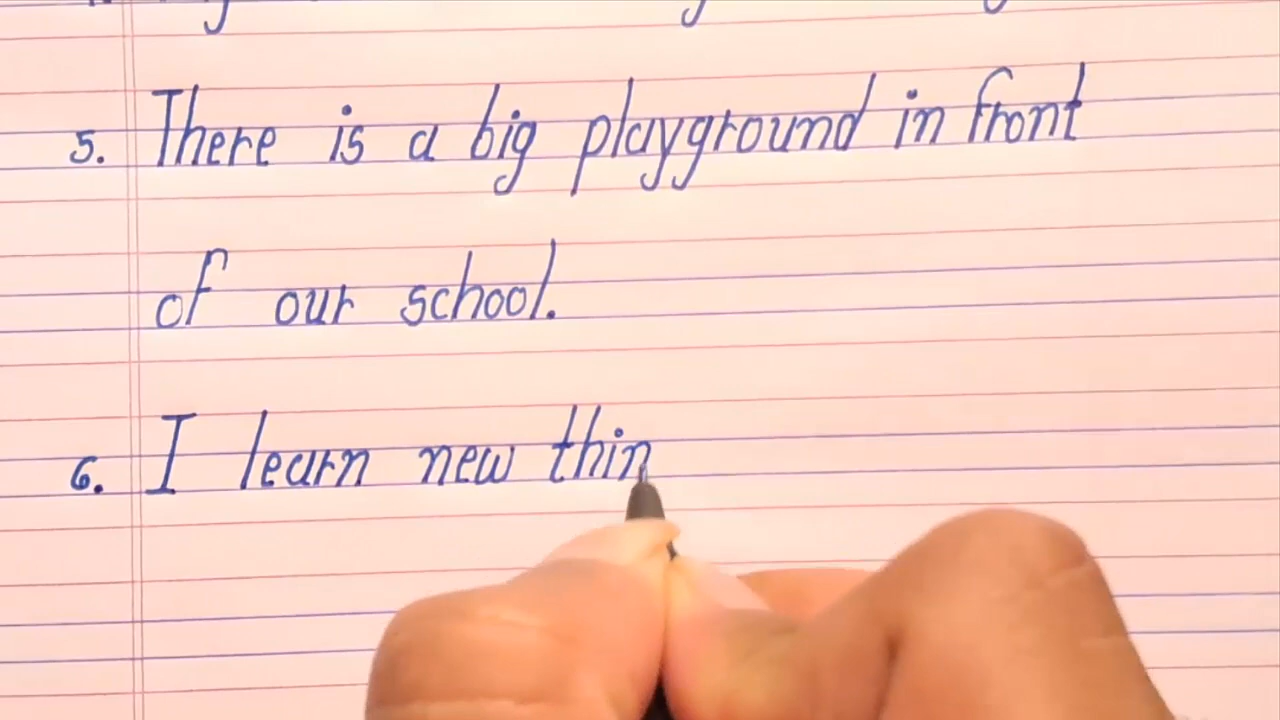 5. There is a big playground in front
of our school.
6. I learn new thin